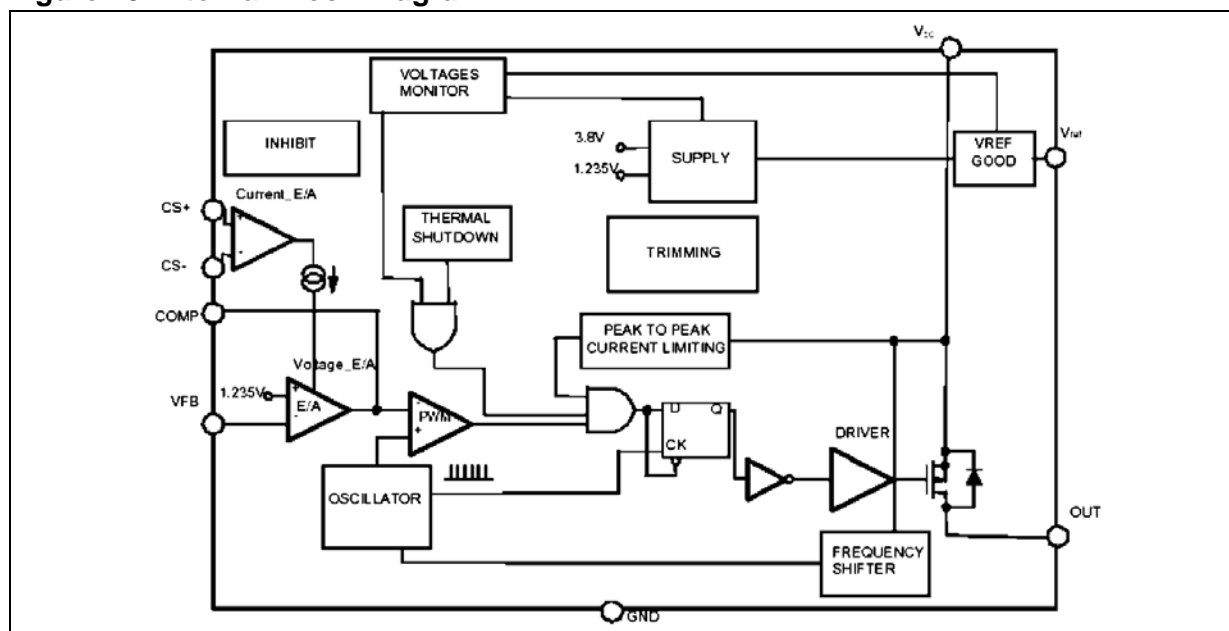 Vcc
VOLTAGES
MONITOR
INHIBIT
3.8V
1.235V
SUPPLY
VREF
GOOD
Vref
Current_E/A
CS+
CS-
THERMAL
SHUTDOWN
TRIMMING
COMP
PEAK TO PEAK
CURRENT LIMITING
Voltage_E/A
1.235V
VFB
+
-
E/A
-
+
PWM
D
Q
CK
DRIVER
OSCILLATOR
OUT
FREQUENCY
SHIFTER
GND